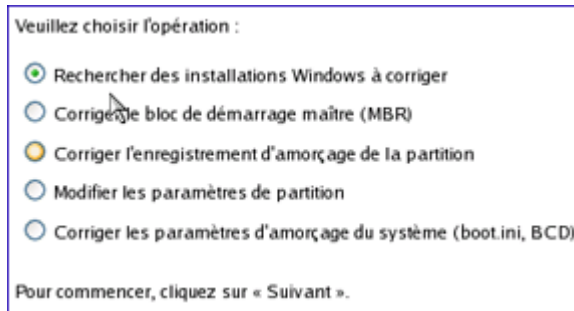 Veuillez choisir l'opération :
Rechercher des installations Windows à corriger
Corriger le bloc de démarrage maître (MBR)
Corriger l'enregistrement d'amorçage de la partition
Modifier les paramètres de partition
Corriger les paramètres d'amorçage du système (boot.ini, BCD)
Pour commencer, cliquez sur « Suivant ».